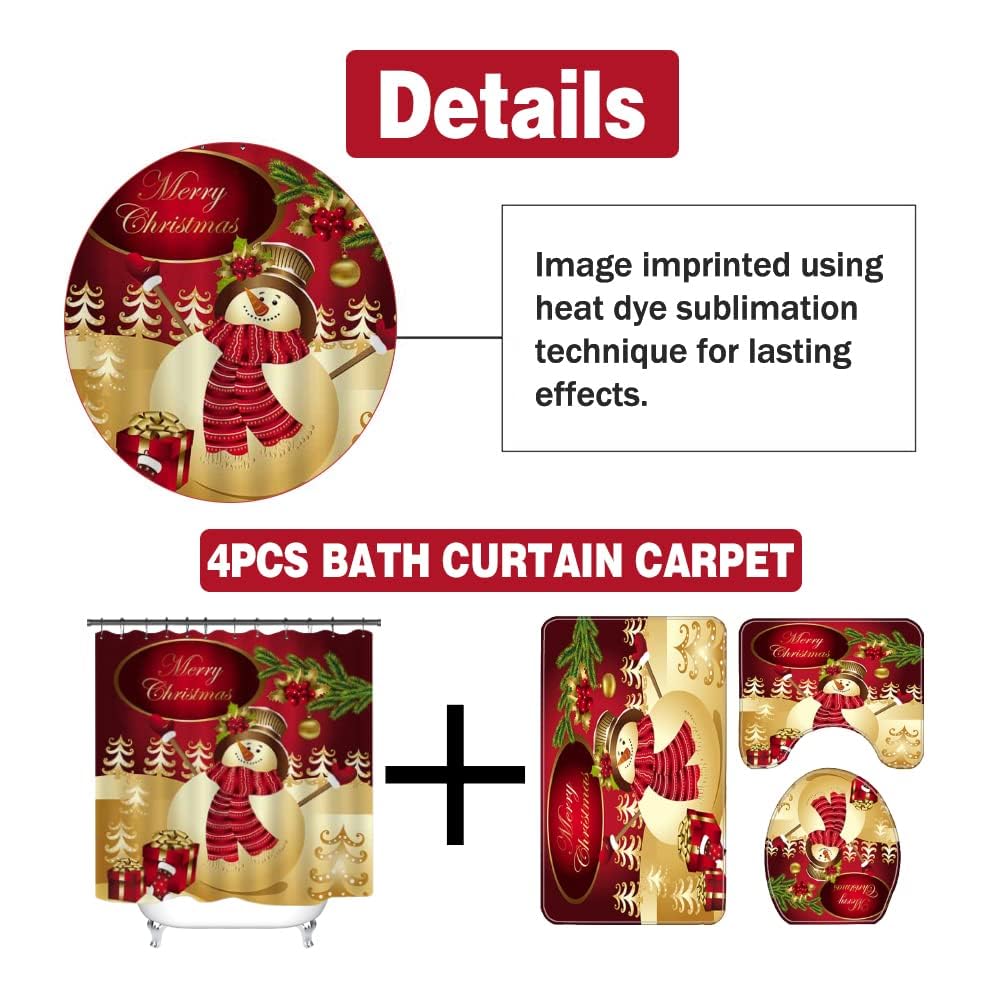 Details
Merry
Christmas
Image imprinted using
heat dye sublimation
technique for lasting
effects.
4PCS BATH CURTAIN CARPET
Merry
Christmas
Merry
Christmas
Merry
Christmas
Merry
Christmas